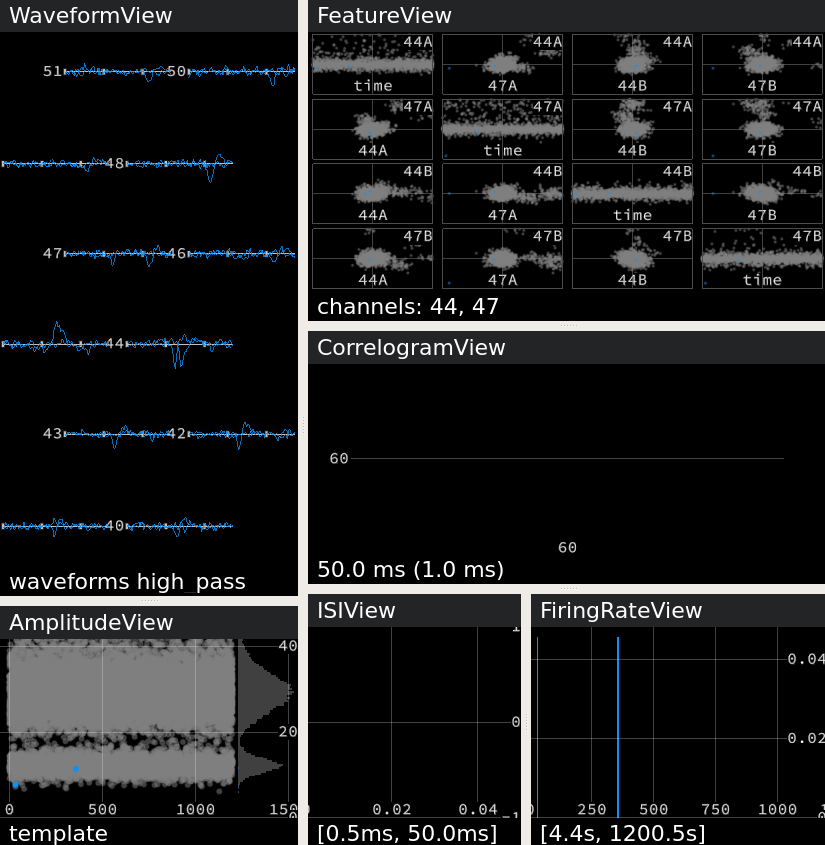 WaveformView
51 50
48
47 46
44
43 42
40
waveforms high_pass
AmplitudeView
40
20
0 500 1000 150
template
FeatureView
44A 44A 44A 44A
time 47A 44B 47B
47A 47A 47A 47A
44A time 44B 47B
44B 44B 44B 44B
44A 47A time 47B
47B 47B 47B 47B
44A 47A 44B time
channels: 44, 47
CorrelogramView
60
60
50.0 ms (1.0 ms)
ISIView
0
0.02 0.04
[0.5ms, 50.0ms]
FiringRateView
0.04
0.02
250 500 750 1000
[4.4s, 1200.5s]